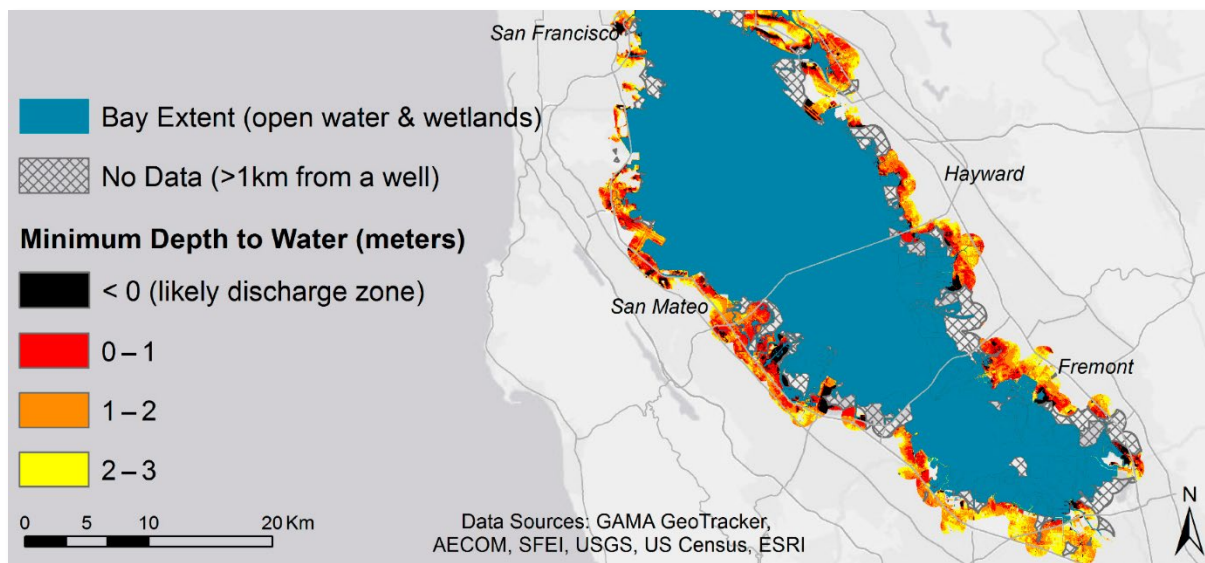 San Francisco
Bay Extent (open water & wetlands)
No Data (>1km from a well)
Hayward
Minimum Depth to Water (meters)
< 0 (likely discharge zone)
San Mateo
0 – 1
Fremont
1 – 2
2 – 3
N
0 5 10 20 Km
Data Sources: GAMA GeoTracker,
AECOM, SFEI, USGS, US Census, ESRI